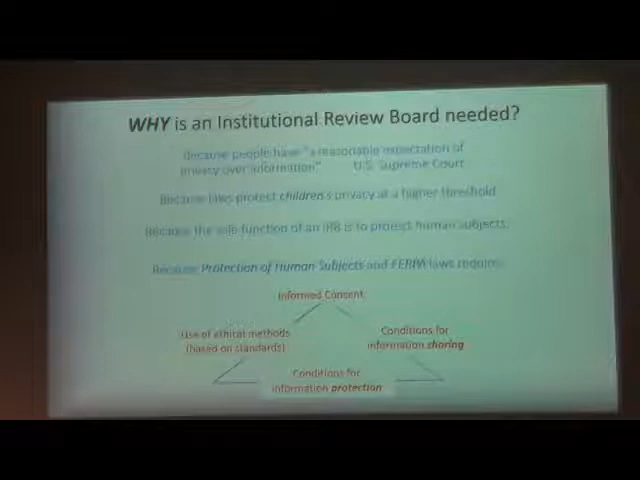 WHY is an Institutional Review Board needed?
Because people have "a reasonable expectation of
privacy over information" U.S. Supreme Court
Because laws protest children's privacy at a higher threshold
Because the sole function of an IRB is to protect human subjects.
Because Protection of Human Subjects and FERPA laws require:
Informed Consent
Use of ethical methods
(based on standards)
Conditions for
information sharing
Conditions for
information protection